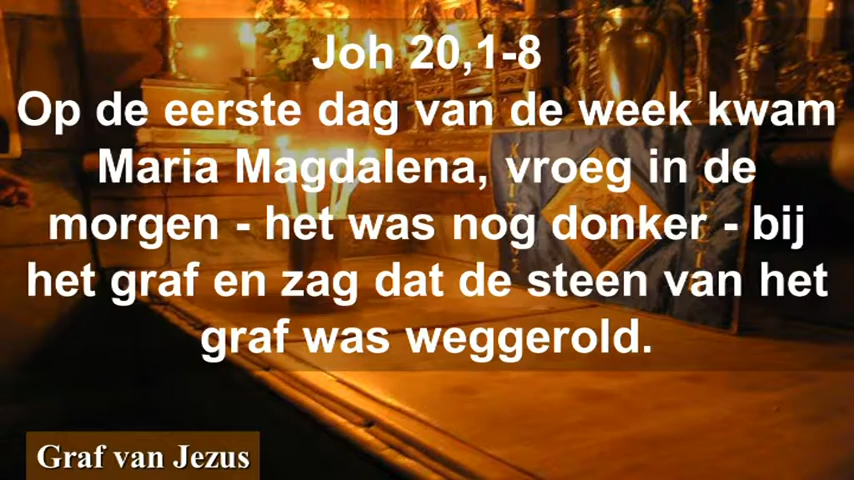 Joh 20,1-8
Op de eerste dag van de week kwam
Maria Magdalena, vroeg in de
morgen - het was nog donker - bij
het graf en zag dat de steen van het
graf was weggerold.
Graf van Jezus